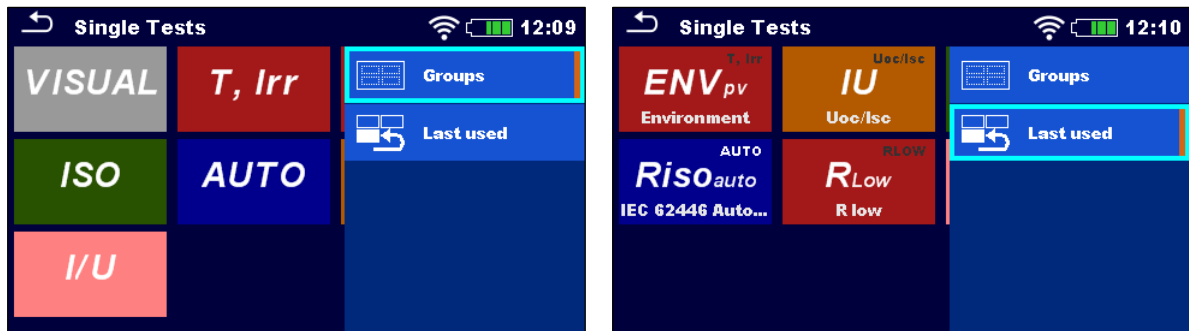 Single Tests 12:09
VISUAL T, Irr Groups
Last used
ISO AUTO
I/U
Single Tests 12:10
T, Irr Uoc/Isc
ENVpv IU Groups
Environment Uoc/Isc
Last used
AUTO RLOW
Risoauto RLow
IEC 62446 Auto... R low